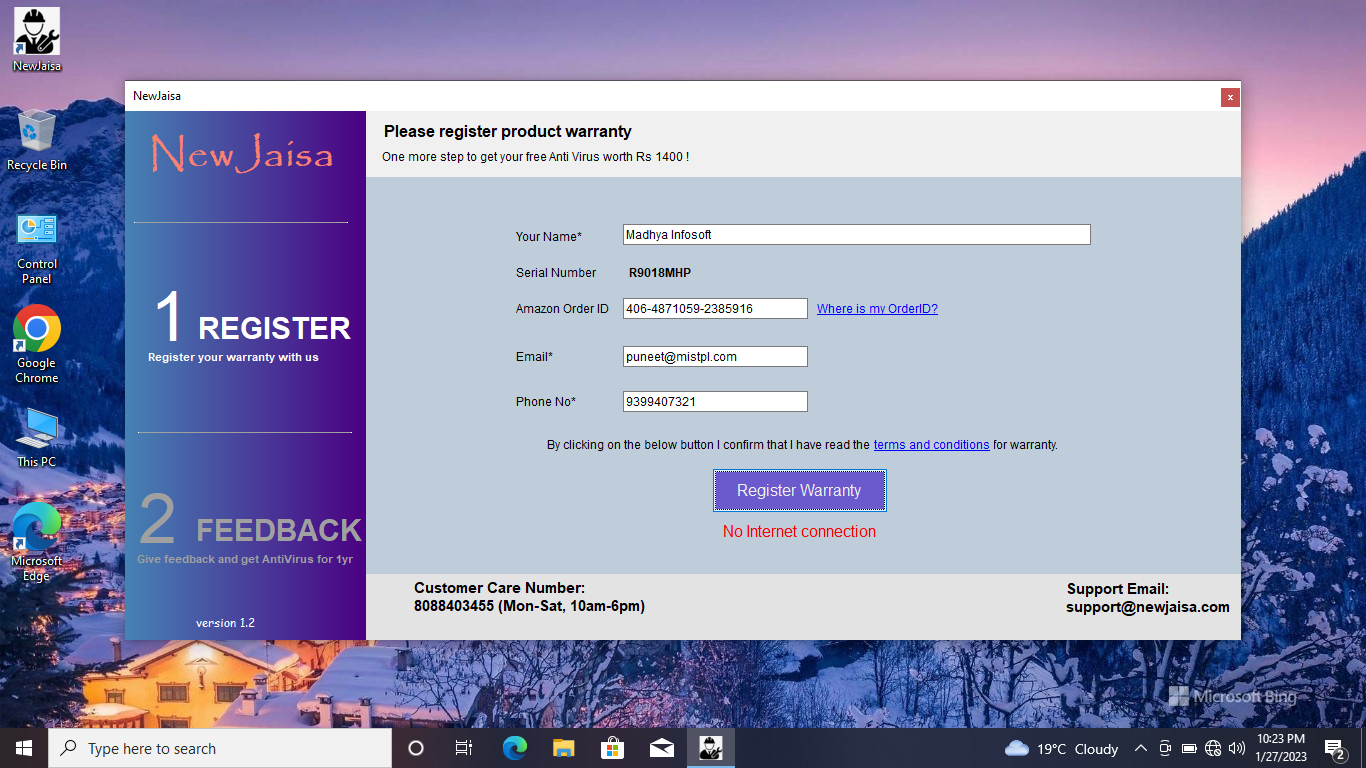 NewJaisa
Recycle Bin
Control
Panel
Google
Chrome
This PC
Microsoft
Edge
NewJaisa
x
New Jaisa
1 REGISTER
Register your warranty with us
2 FEEDBACK
Give feedback and get AntiVirus for 1yr
version 1.2
Please register product warranty
One more step to get your free Anti Virus worth Rs 1400 !
Your Name* Madhya Infosoft
Serial Number R9018MHP
Amazon Order ID 406-4871059-2385916 Where is my OrderID?
Email* puneet@mistpl.com
Phone No* 9399407321
By clicking on the below button I confirm that I have read the terms and conditions for warranty.
Register Warranty
No Internet connection
Customer Care Number:
8088403455 (Mon-Sat, 10am-6pm)
Support Email:
support@newjaisa.com
Microsoft Bing
Type here to search
19°C Cloudy
10:23 PM
1/27/2023
2